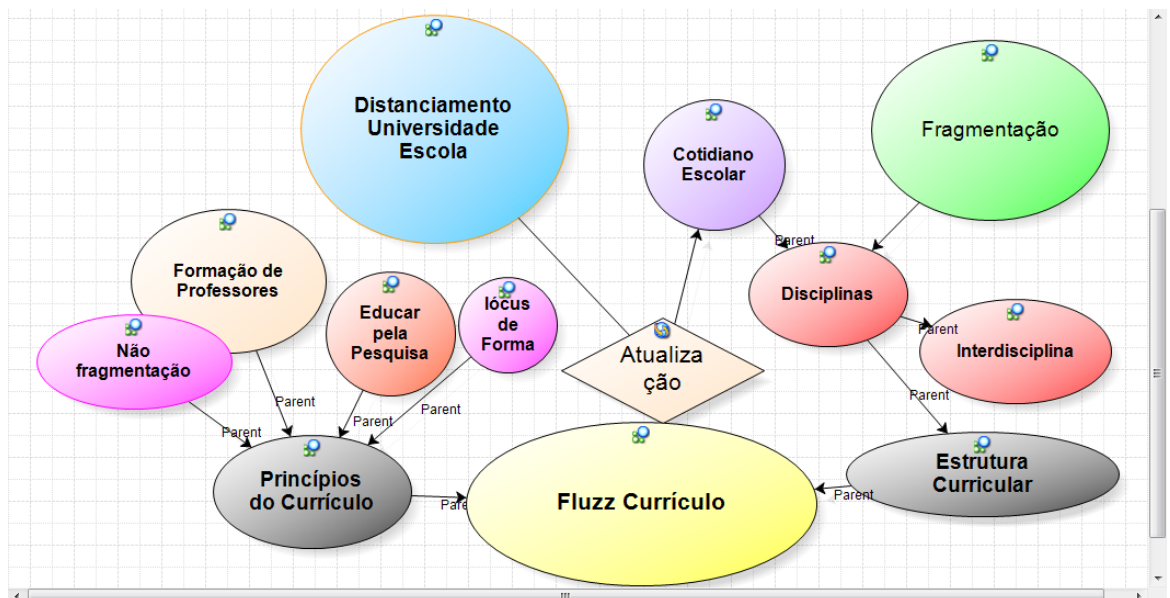 Distanciamento
Universidade
Escola
Cotidiano
Escolar
Fragmentação
Parent
Formação de
Professores
Não
fragmentação
Educar
pela
Pesquisa
lócus
de
Forma
Disciplinas
Parent
Interdisciplina
Atualiza
ção
Parent
Parent
Parent
Parent
Parent
Princípios
do Currículo
Parent
Fluzz Currículo
Parent
Estrutura
Curricular